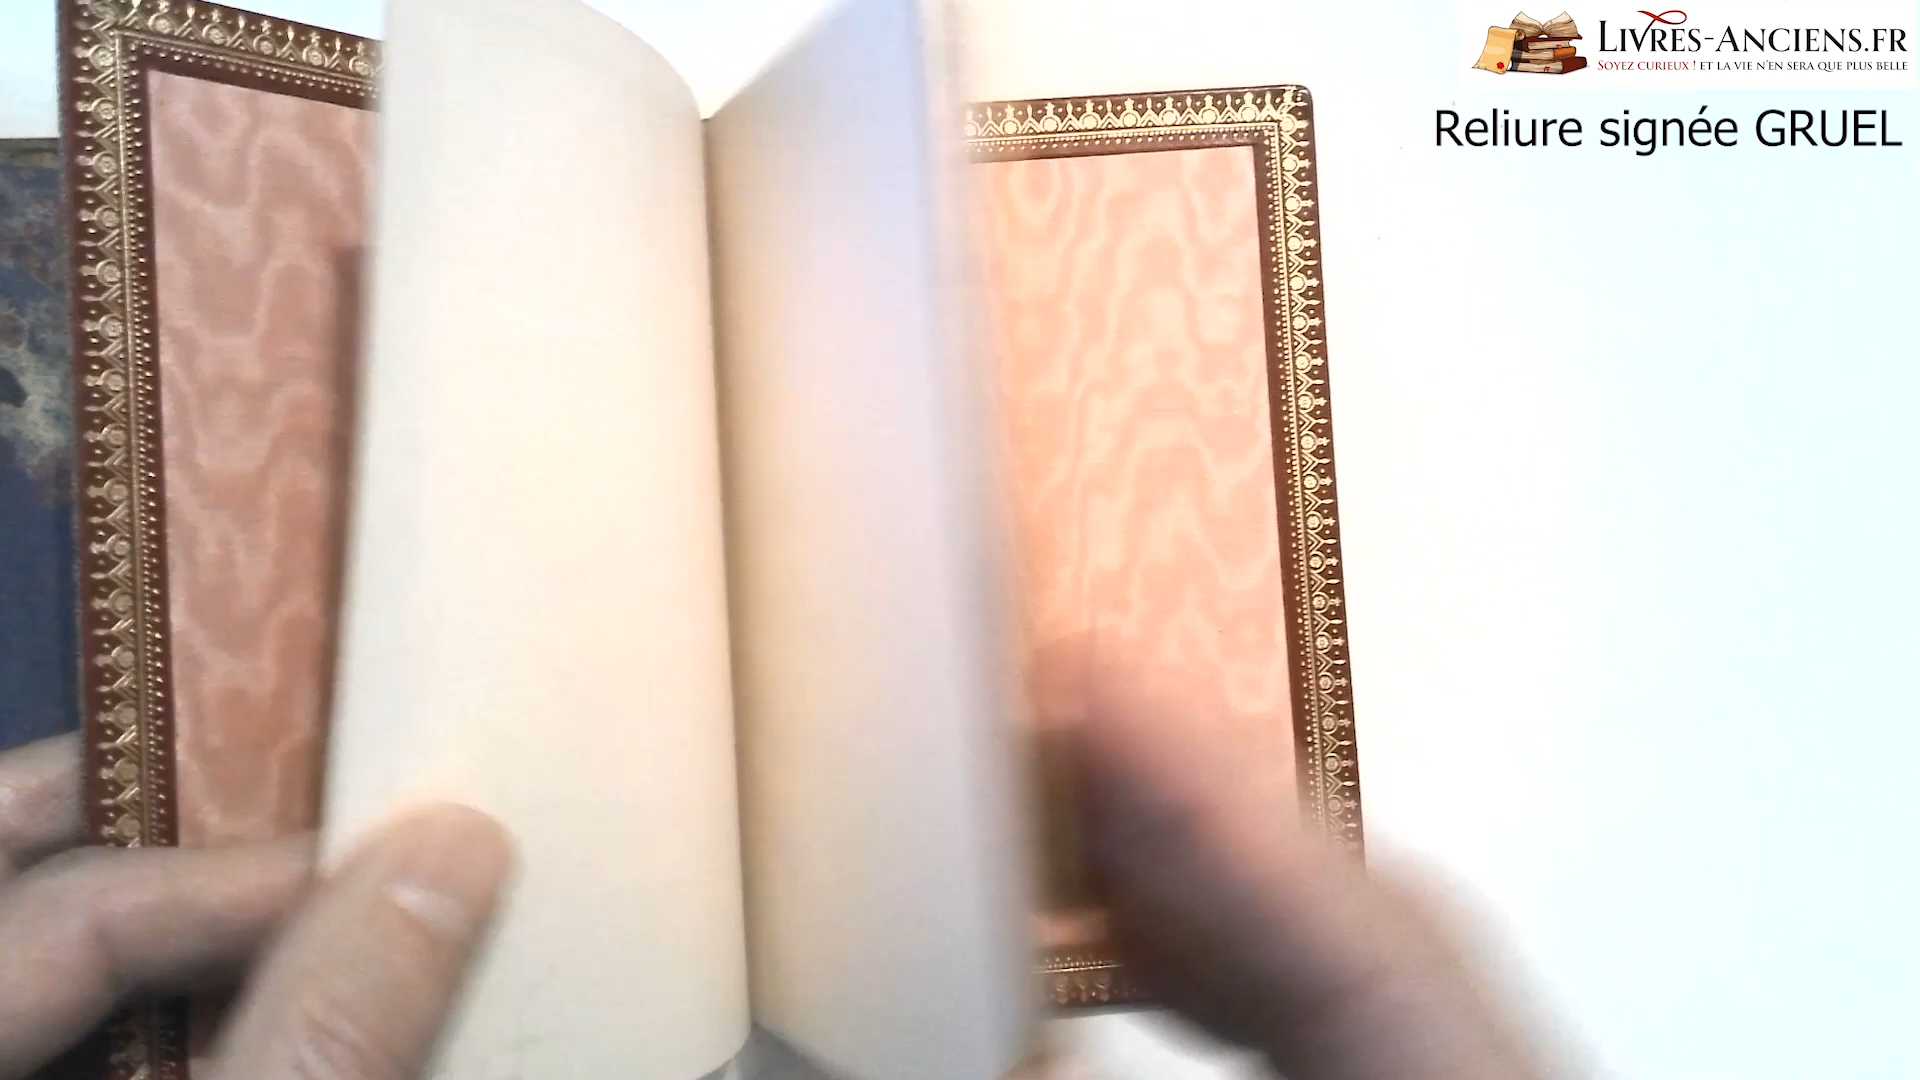 LIVRES-ANCIENS.FR
SOYEZ CURIEUX ! ET LA VIE N'EN SERA QUE PLUS BELLE
Reliure signée GRUEL